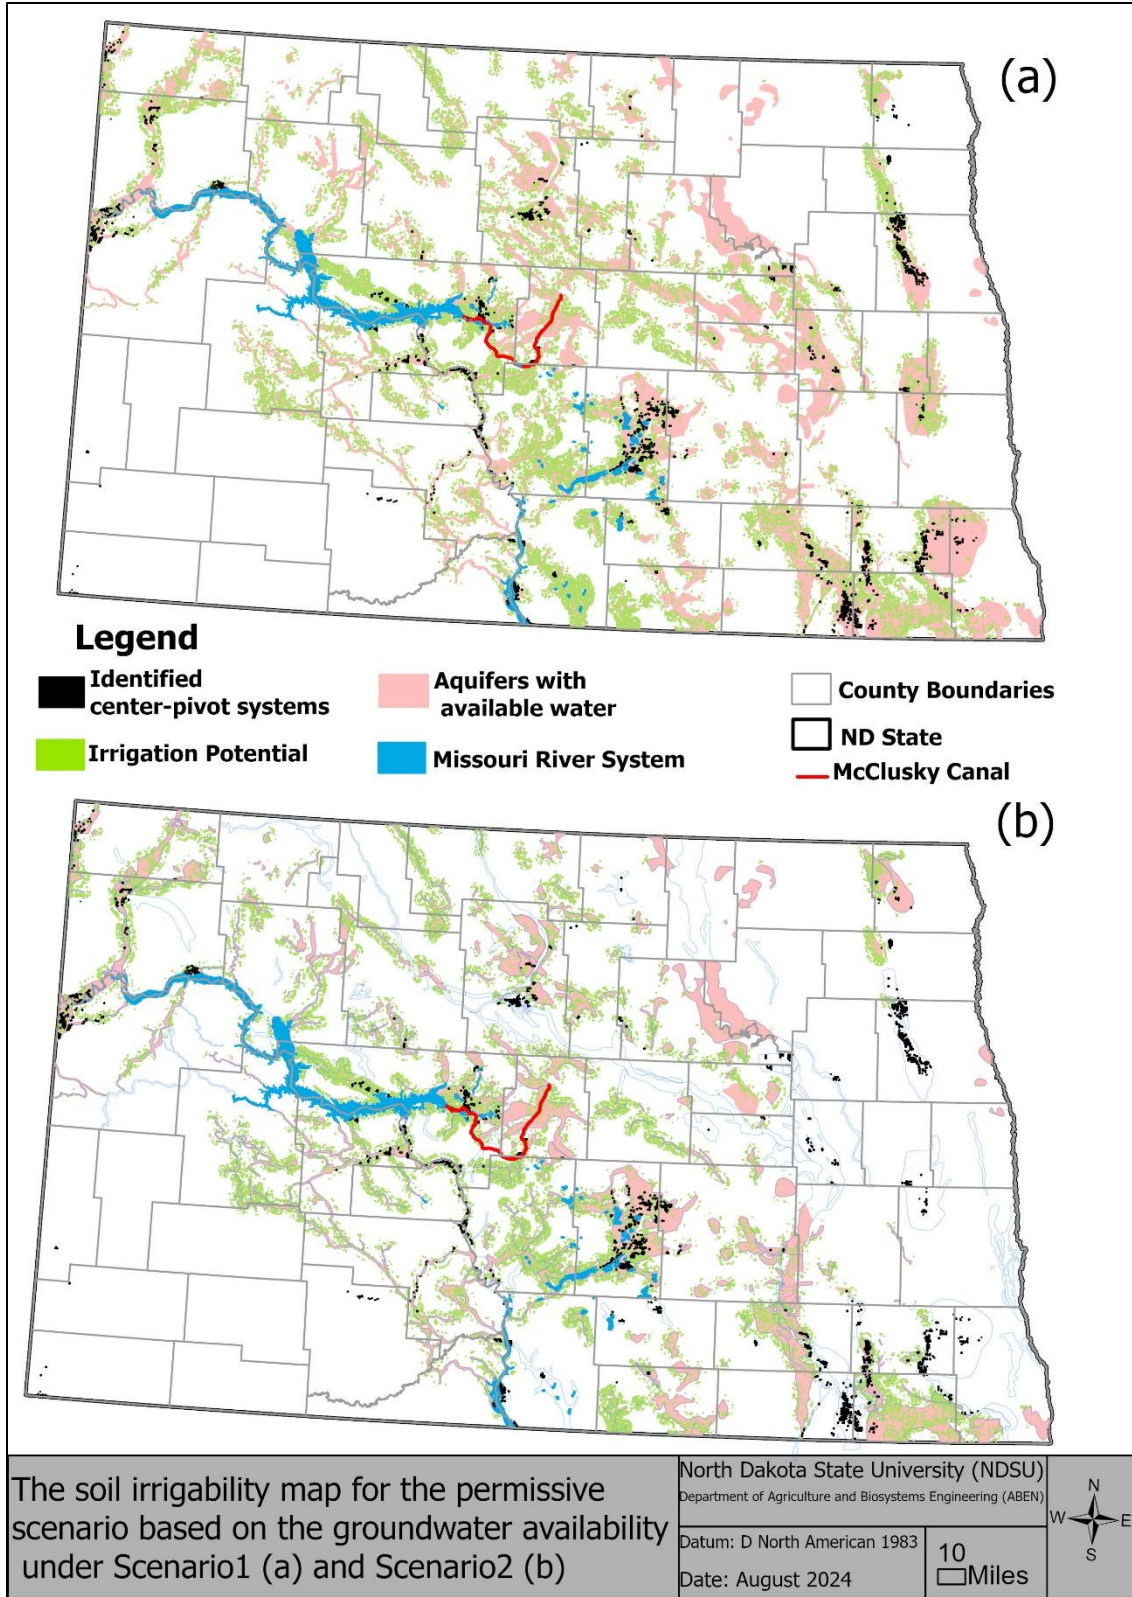 (a)
Legend
Identified
center-pivot systems
Irrigation Potential
Aquifers with
available water
Missouri River System
County Boundaries
ND State
McClusky Canal
(b)
The soil irrigability map for the permissive
scenario based on the groundwater availability
under Scenario1 (a) and Scenario2 (b)
North Dakota State University (NDSU)
Department of Agriculture and Biosystems Engineering (ABEN)
Datum: D North American 1983
Date: August 2024
10
Miles
N
W E
S